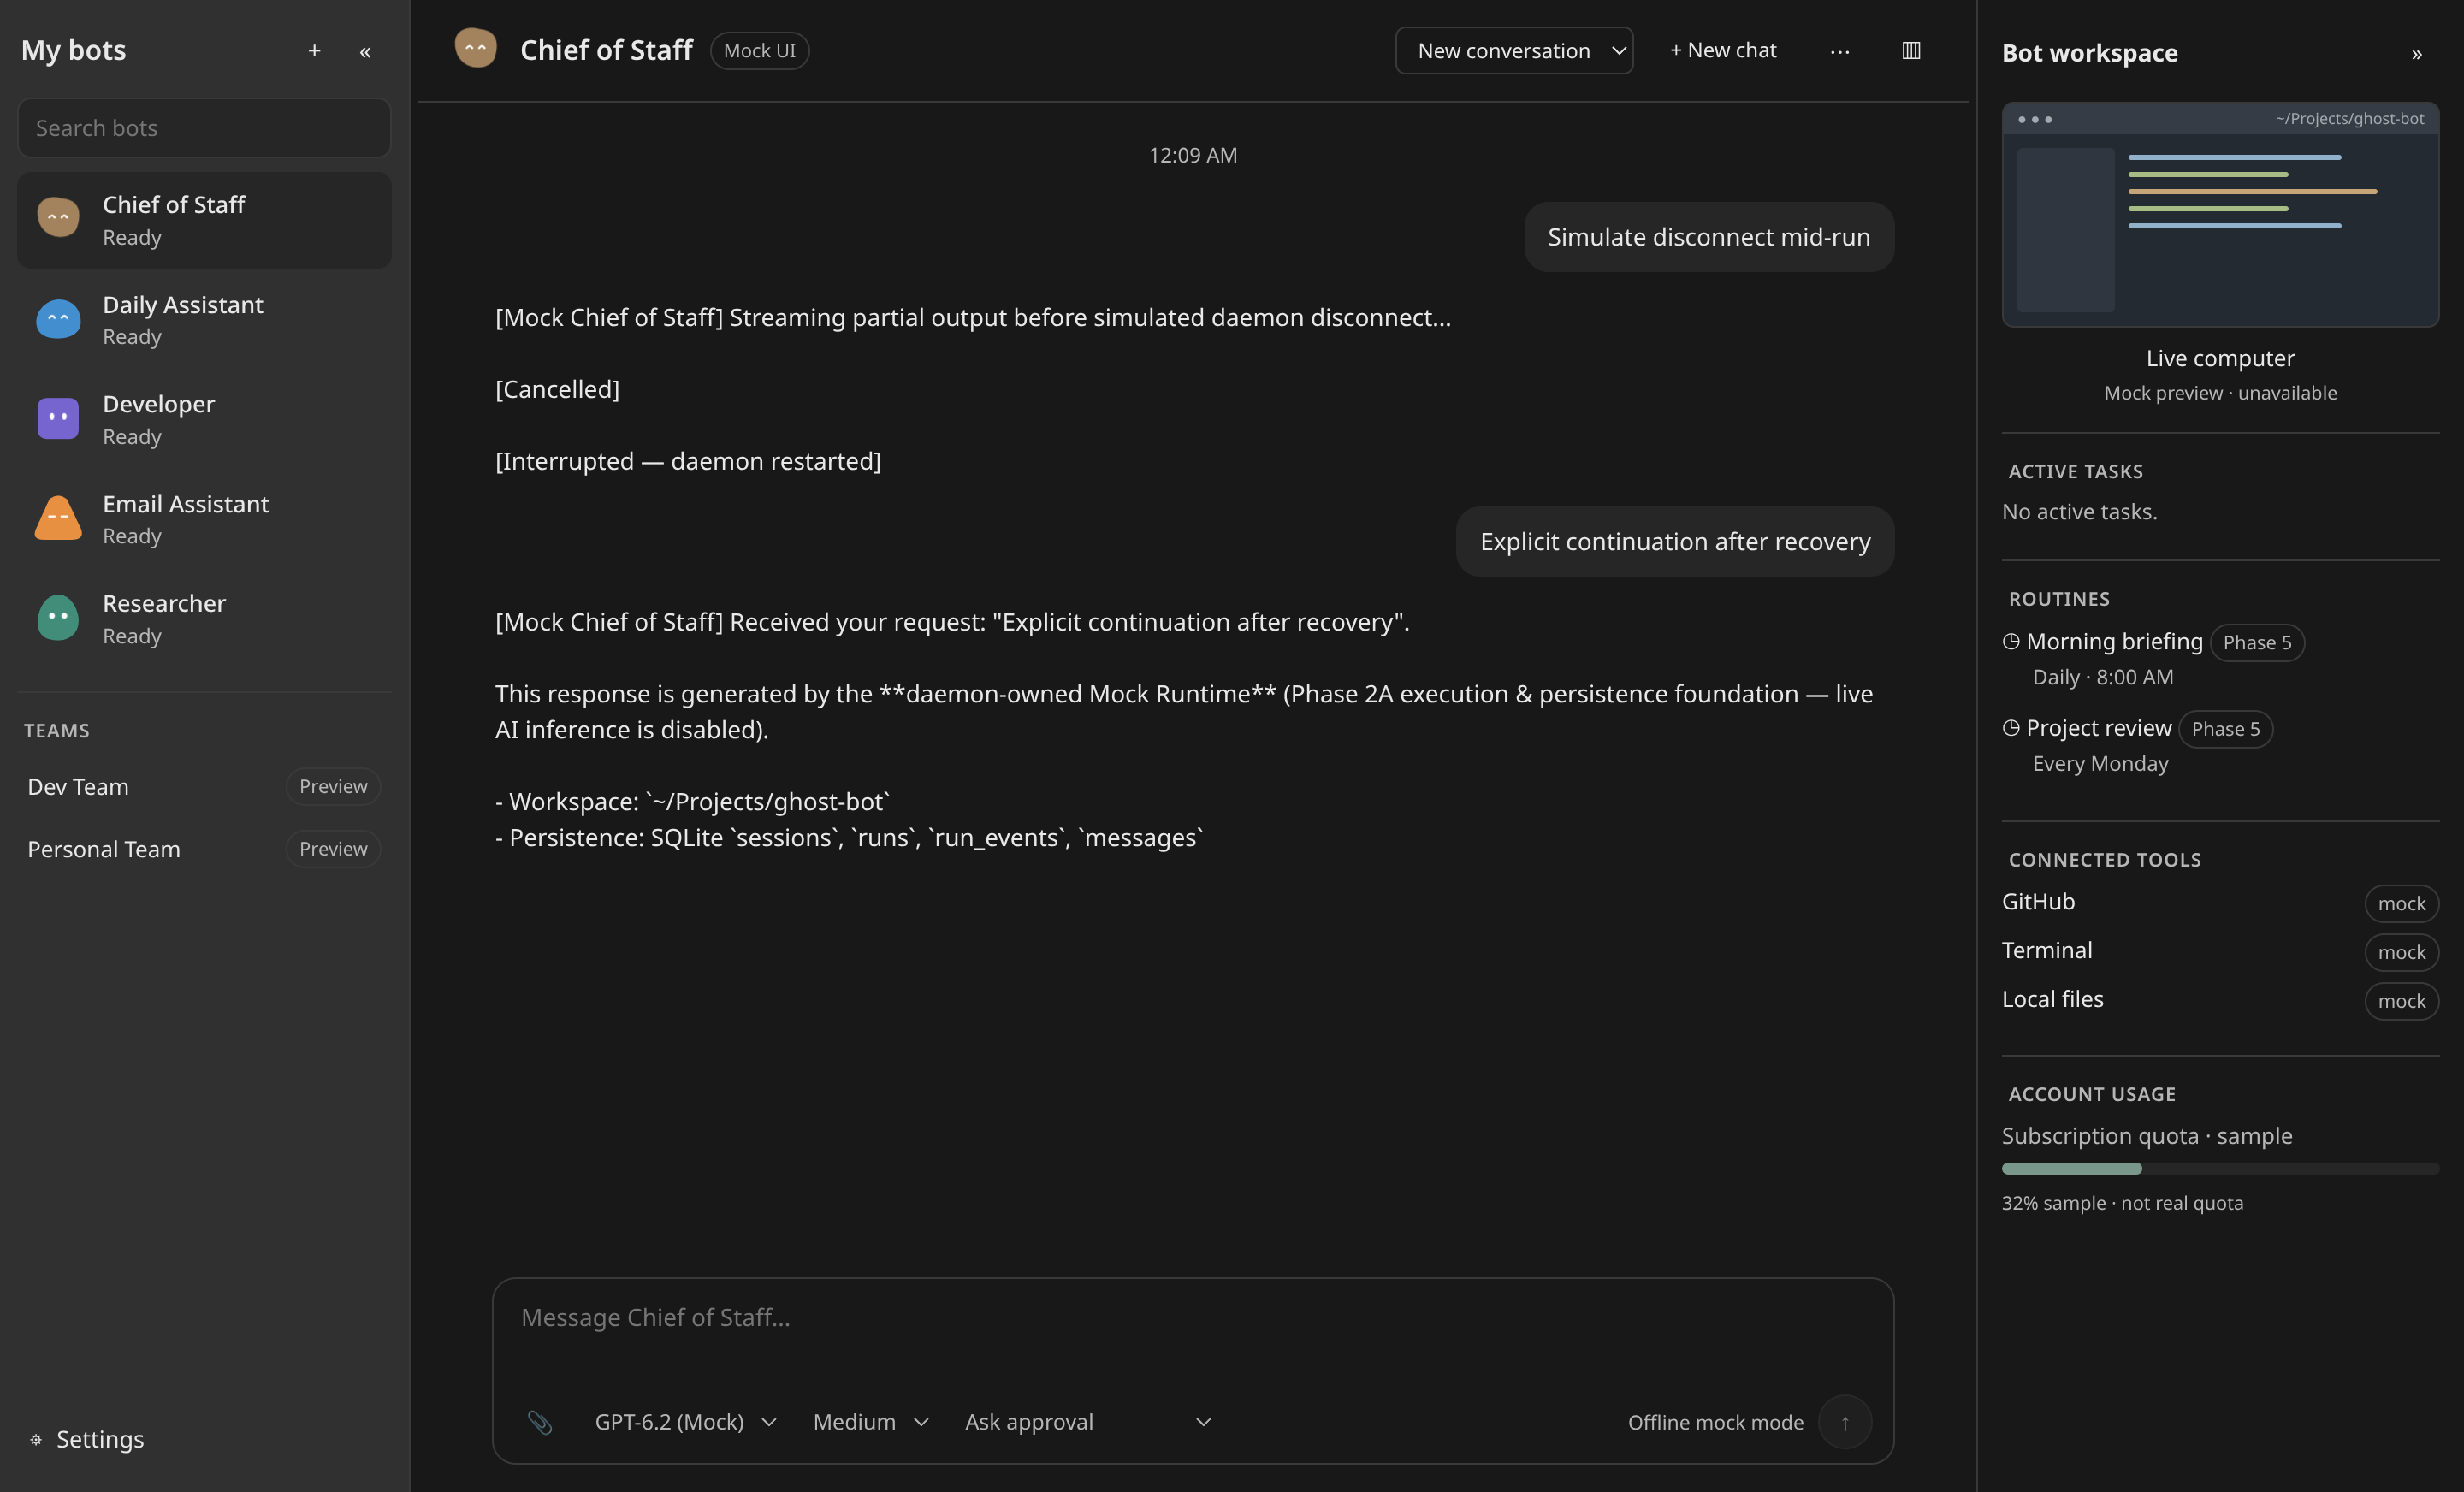 My bots
+
«
Search bots
Chief of Staff
Ready
Daily Assistant
Ready
Developer
Ready
Email Assistant
Ready
Researcher
Ready
TEAMS
Dev Team Preview
Personal Team Preview
Settings
Chief of Staff Mock UI
New conversation
+ New chat
...
12:09 AM
Simulate disconnect mid-run
[Mock Chief of Staff] Streaming partial output before simulated daemon disconnect...
[Cancelled]
[Interrupted — daemon restarted]
Explicit continuation after recovery
[Mock Chief of Staff] Received your request: "Explicit continuation after recovery".
This response is generated by the **daemon-owned Mock Runtime** (Phase 2A execution & persistence foundation — live
AI inference is disabled).
- Workspace: `~/Projects/ghost-bot`
- Persistence: SQLite `sessions`, `runs`, `run_events`, `messages`
Message Chief of Staff...
GPT-6.2 (Mock) Medium Ask approval Offline mock mode ↑
Bot workspace »
~/Projects/ghost-bot
Live computer
Mock preview · unavailable
ACTIVE TASKS
No active tasks.
ROUTINES
Morning briefing Phase 5
Daily · 8:00 AM
Project review Phase 5
Every Monday
CONNECTED TOOLS
GitHub mock
Terminal mock
Local files mock
ACCOUNT USAGE
Subscription quota · sample
32% sample · not real quota